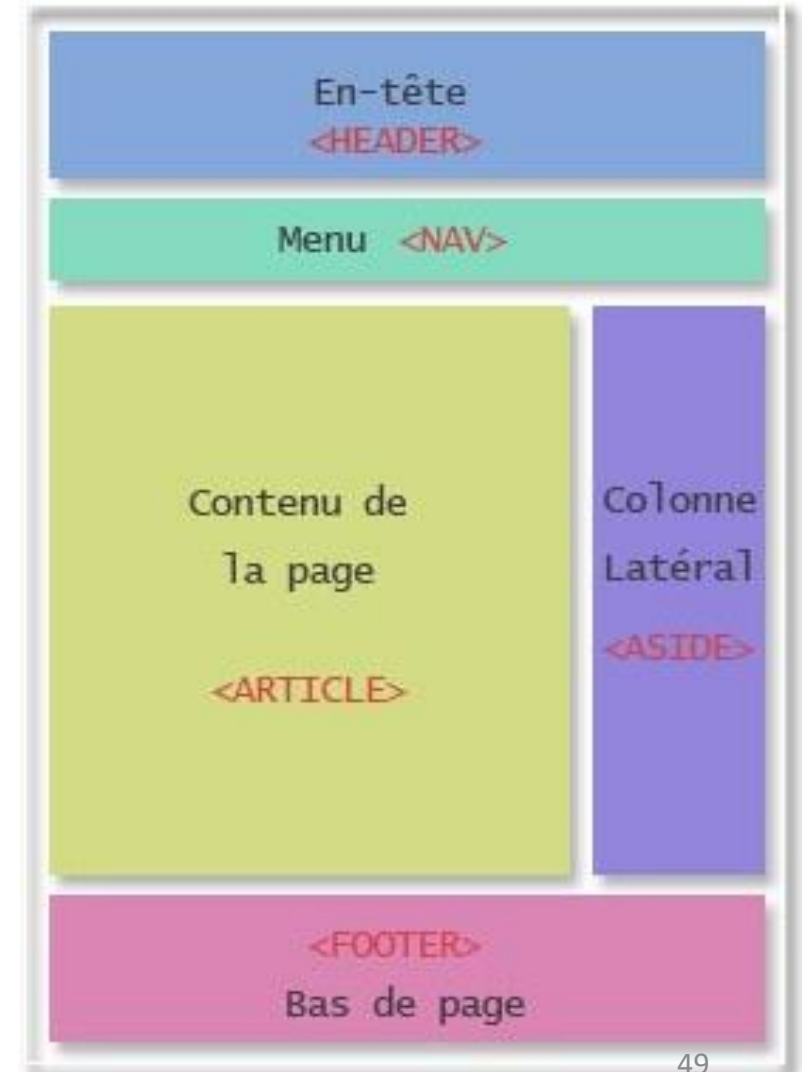 En-tête
<HEADER>
Menu <NAV>
Contenu de
la page
<ARTICLE>
Colonne
Latéral
<ASIDE>
<FOOTER>
Bas de page
49